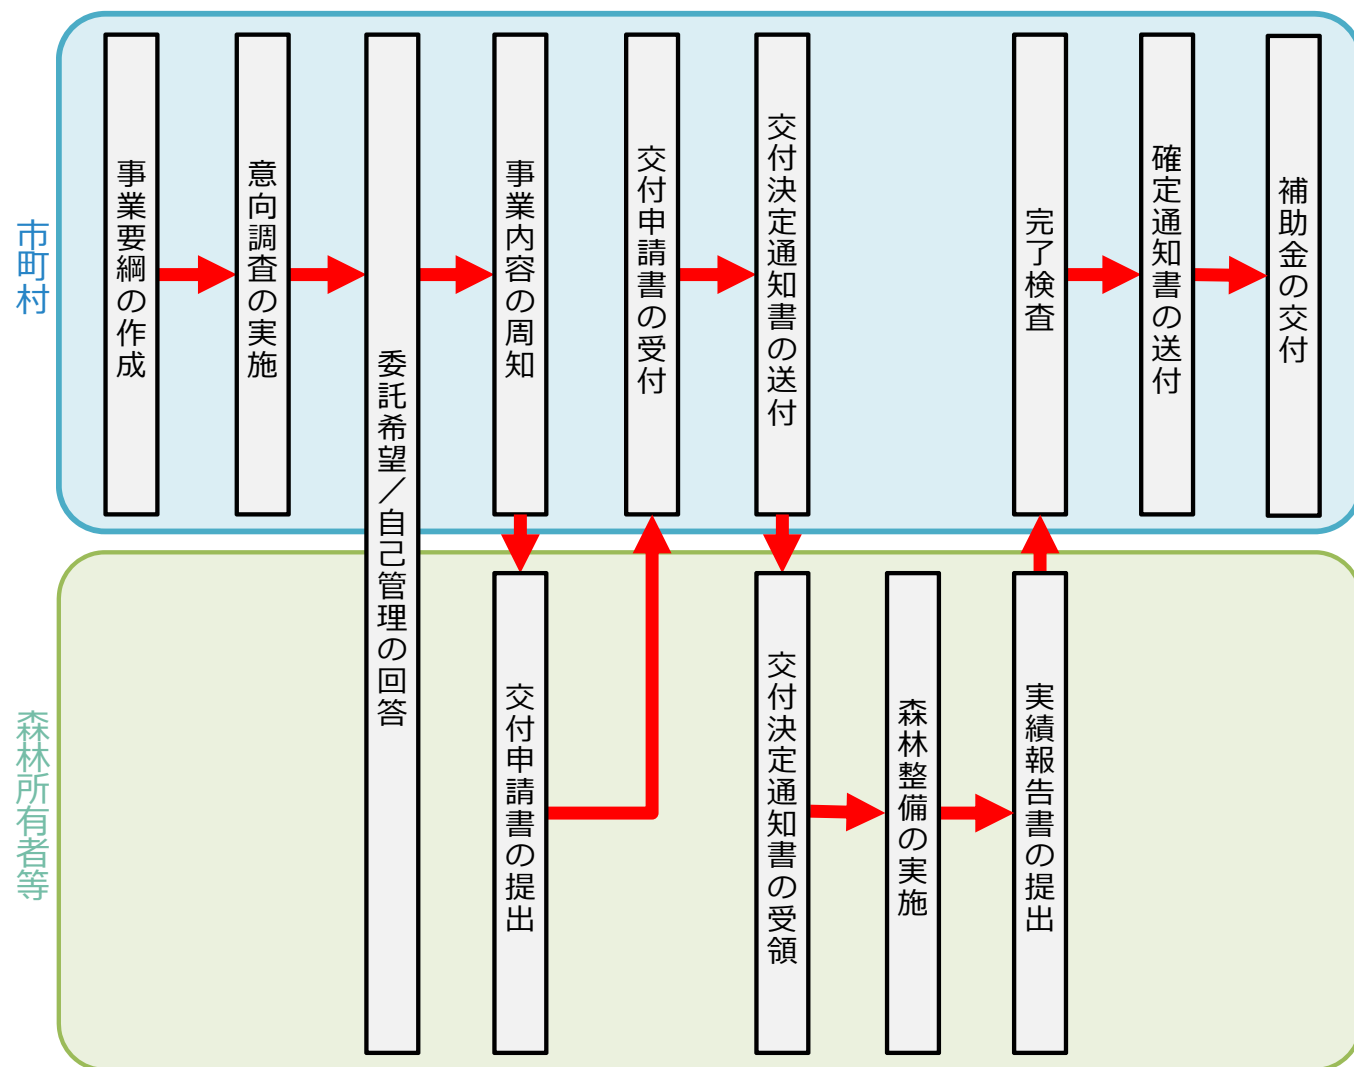 市町村
事業要綱の作成
意向調査の実施
委託希望／自己管理の回答
事業内容の周知
交付申請書の受付
交付決定通知書の送付
完了検査
確定通知書の送付
補助金の交付
森林所有者等
交付申請書の提出
交付決定通知書の受領
森林整備の実施
実績報告書の提出